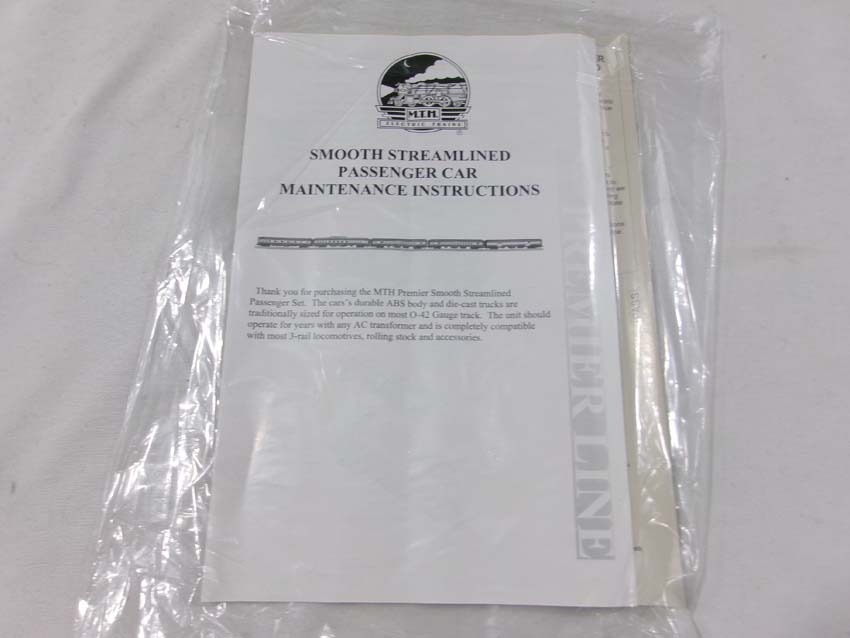 M.T.H.
ELECTRIC TRAINS
SMOOTH STREAMLINED
PASSENGER CAR
MAINTENANCE INSTRUCTIONS
Thank you for purchasing the MTH Premier Smooth Streamlined
Passenger Set. The cars's durable ABS body and die-cast trucks are
traditionally sized for operation on most O-42 Gauge track. The unit should
operate for years with any AC transformer and is completely compatible
with most 3-rail locomotives, rolling stock and accessories.
PREMIER LINE